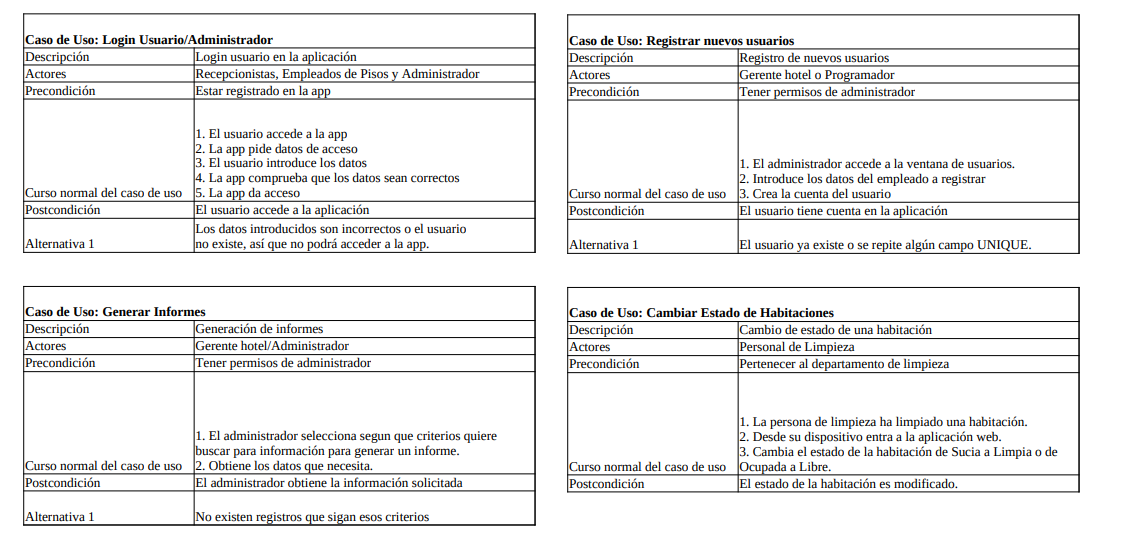 Caso de Uso: Login Usuario/Administrador
Descripción Login usuario en la aplicación
Actores Recepcionistas, Empleados de Pisos y Administrador
Precondición Estar registrado en la app
1. El usuario accede a la app
2. La app pide datos de acceso
3. El usuario introduce los datos
4. La app comprueba que los datos sean correctos
Curso normal del caso de uso 5. La app da acceso
Postcondición El usuario accede a la aplicación
Los datos introducidos son incorrectos o el usuario
Alternativa 1 no existe, así que no podrá acceder a la app.
Caso de Uso: Registrar nuevos usuarios
Descripción Registro de nuevos usuarios
Actores Gerente hotel o Programador
Precondición Tener permisos de administrador
1. El administrador accede a la ventana de usuarios.
2. Introduce los datos del empleado a registrar
Curso normal del caso de uso 3. Crea la cuenta del usuario
Postcondición El usuario tiene cuenta en la aplicación
Alternativa 1 El usuario ya existe o se repite algún campo UNIQUE.
Caso de Uso: Generar Informes
Descripción Generación de informes
Actores Gerente hotel/Administrador
Precondición Tener permisos de administrador
1. El administrador selecciona segun que criterios quiere
buscar para información para generar un informe.
Curso normal del caso de uso 2. Obtiene los datos que necesita.
Postcondición El administrador obtiene la información solicitada
Alternativa 1 No existen registros que sigan esos criterios
Caso de Uso: Cambiar Estado de Habitaciones
Descripción Cambio de estado de una habitación
Actores Personal de Limpieza
Precondición Pertenecer al departamento de limpieza
1. La persona de limpieza ha limpiado una habitación.
2. Desde su dispositivo entra a la aplicación web.
3. Cambia el estado de la habitación de Sucia a Limpia o de
Curso normal del caso de uso Ocupada a Libre.
Postcondición El estado de la habitación es modificado.